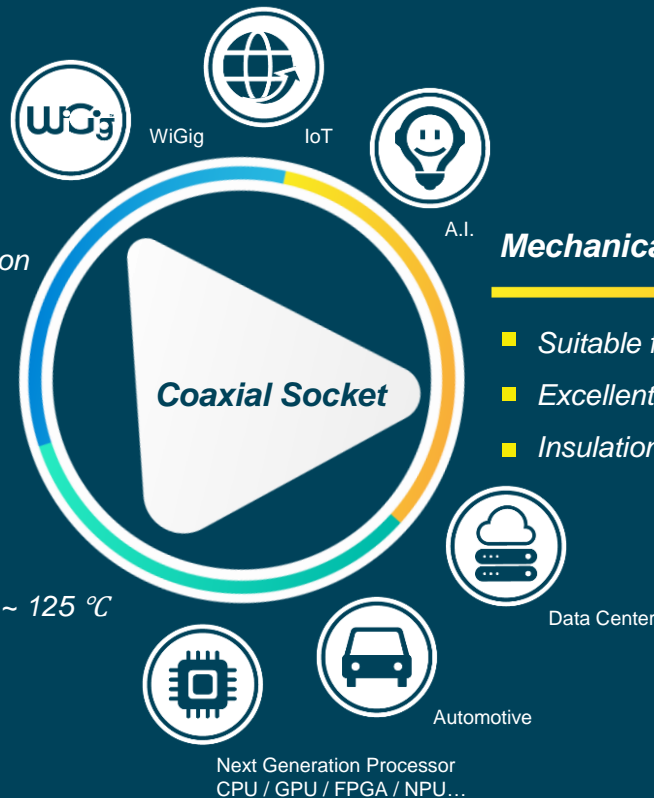 WiGig
WiGig
IoT
A.I.
on
Mechanica
Suitable f
Coaxial Socket
Excellent
Insulation
~ 125 ℃
Data Center
Automotive
Next Generation Processor
CPU / GPU / FPGA / NPU…